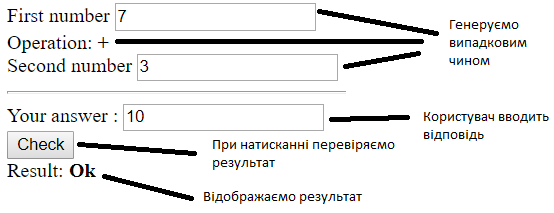 First number 7
Генеруємо
випадковим
чином
Operation: +
Second number 3
Your answer : 10
Користувач вводить
відповідь
Check
При натисканні перевіряємо
результат
Result: Ok
Відображаємо результат